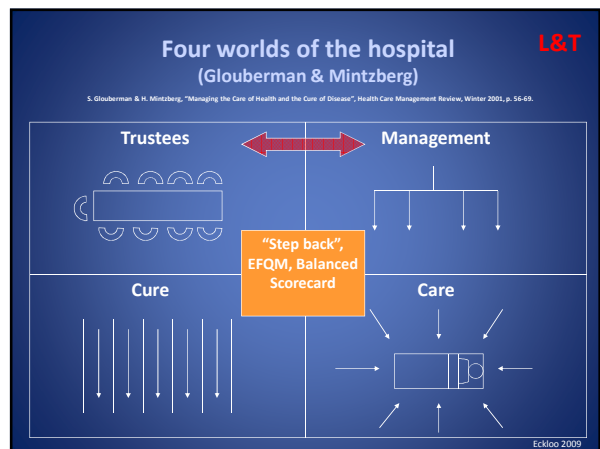 Four worlds of the hospital
L&T
(Glouberman & Mintzberg)
S. Glouberman & H. Mintzberg, "Managing the Care of Health and the Cure of Disease", Health Care Management Review, Winter 2001, p. 56-69.
Trustees
Management
"Step back",
EFQM, Balanced
Scorecard
Cure
Care
Eckloo 2009